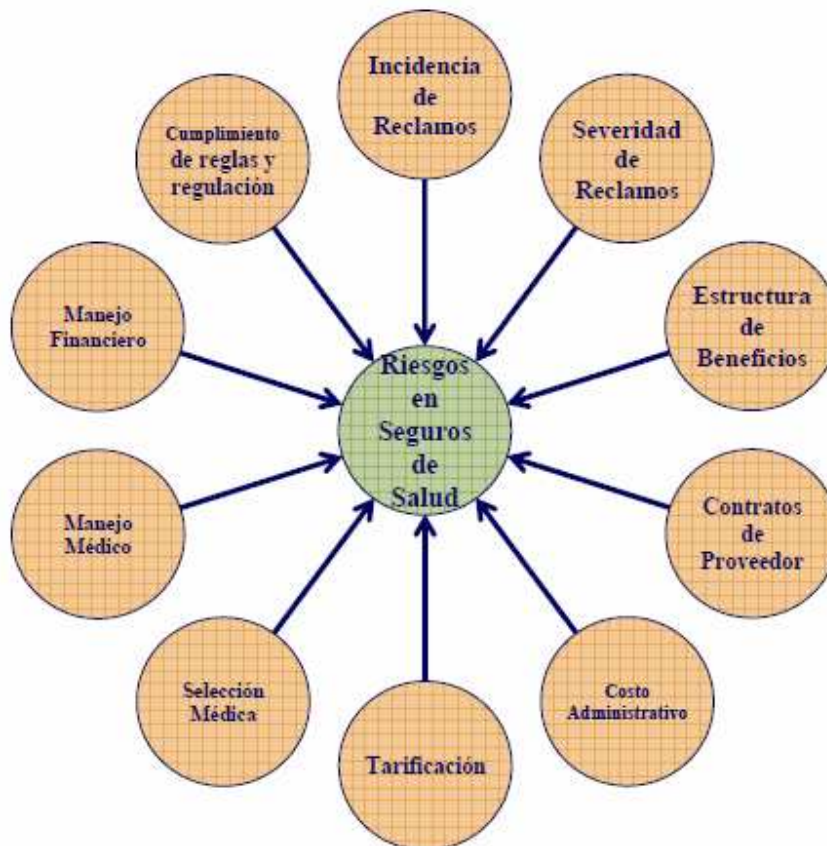 Incidencia
de
Reclamos
Severidad
de
Reclamos
Estructura
de
Beneficios
Contratos
de
Proveedor
Costo
Administrativo
Tarificación
Selección
Médica
Manejo
Médico
Manejo
Financiero
Cumplimiento
de reglas y
regulación
Riesgos
en
Seguros
de
Salud